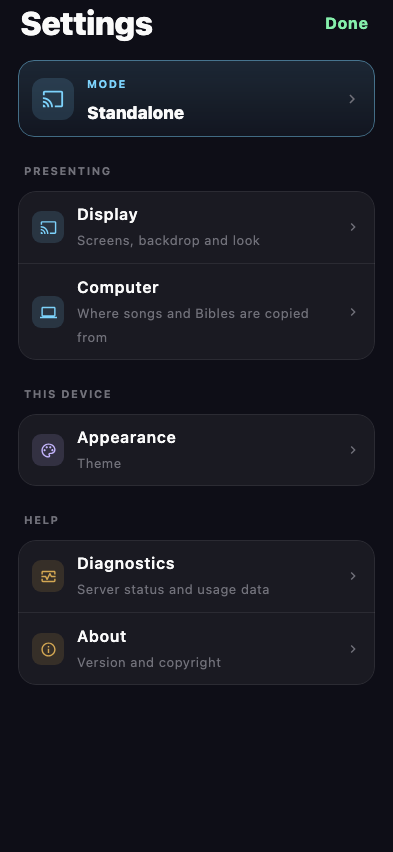 Settings
Done
MODE
Standalone
PRESENTING
Display
Screens, backdrop and look
Computer
Where songs and Bibles are copied
from
THIS DEVICE
Appearance
Theme
HELP
Diagnostics
Server status and usage data
About
Version and copyright